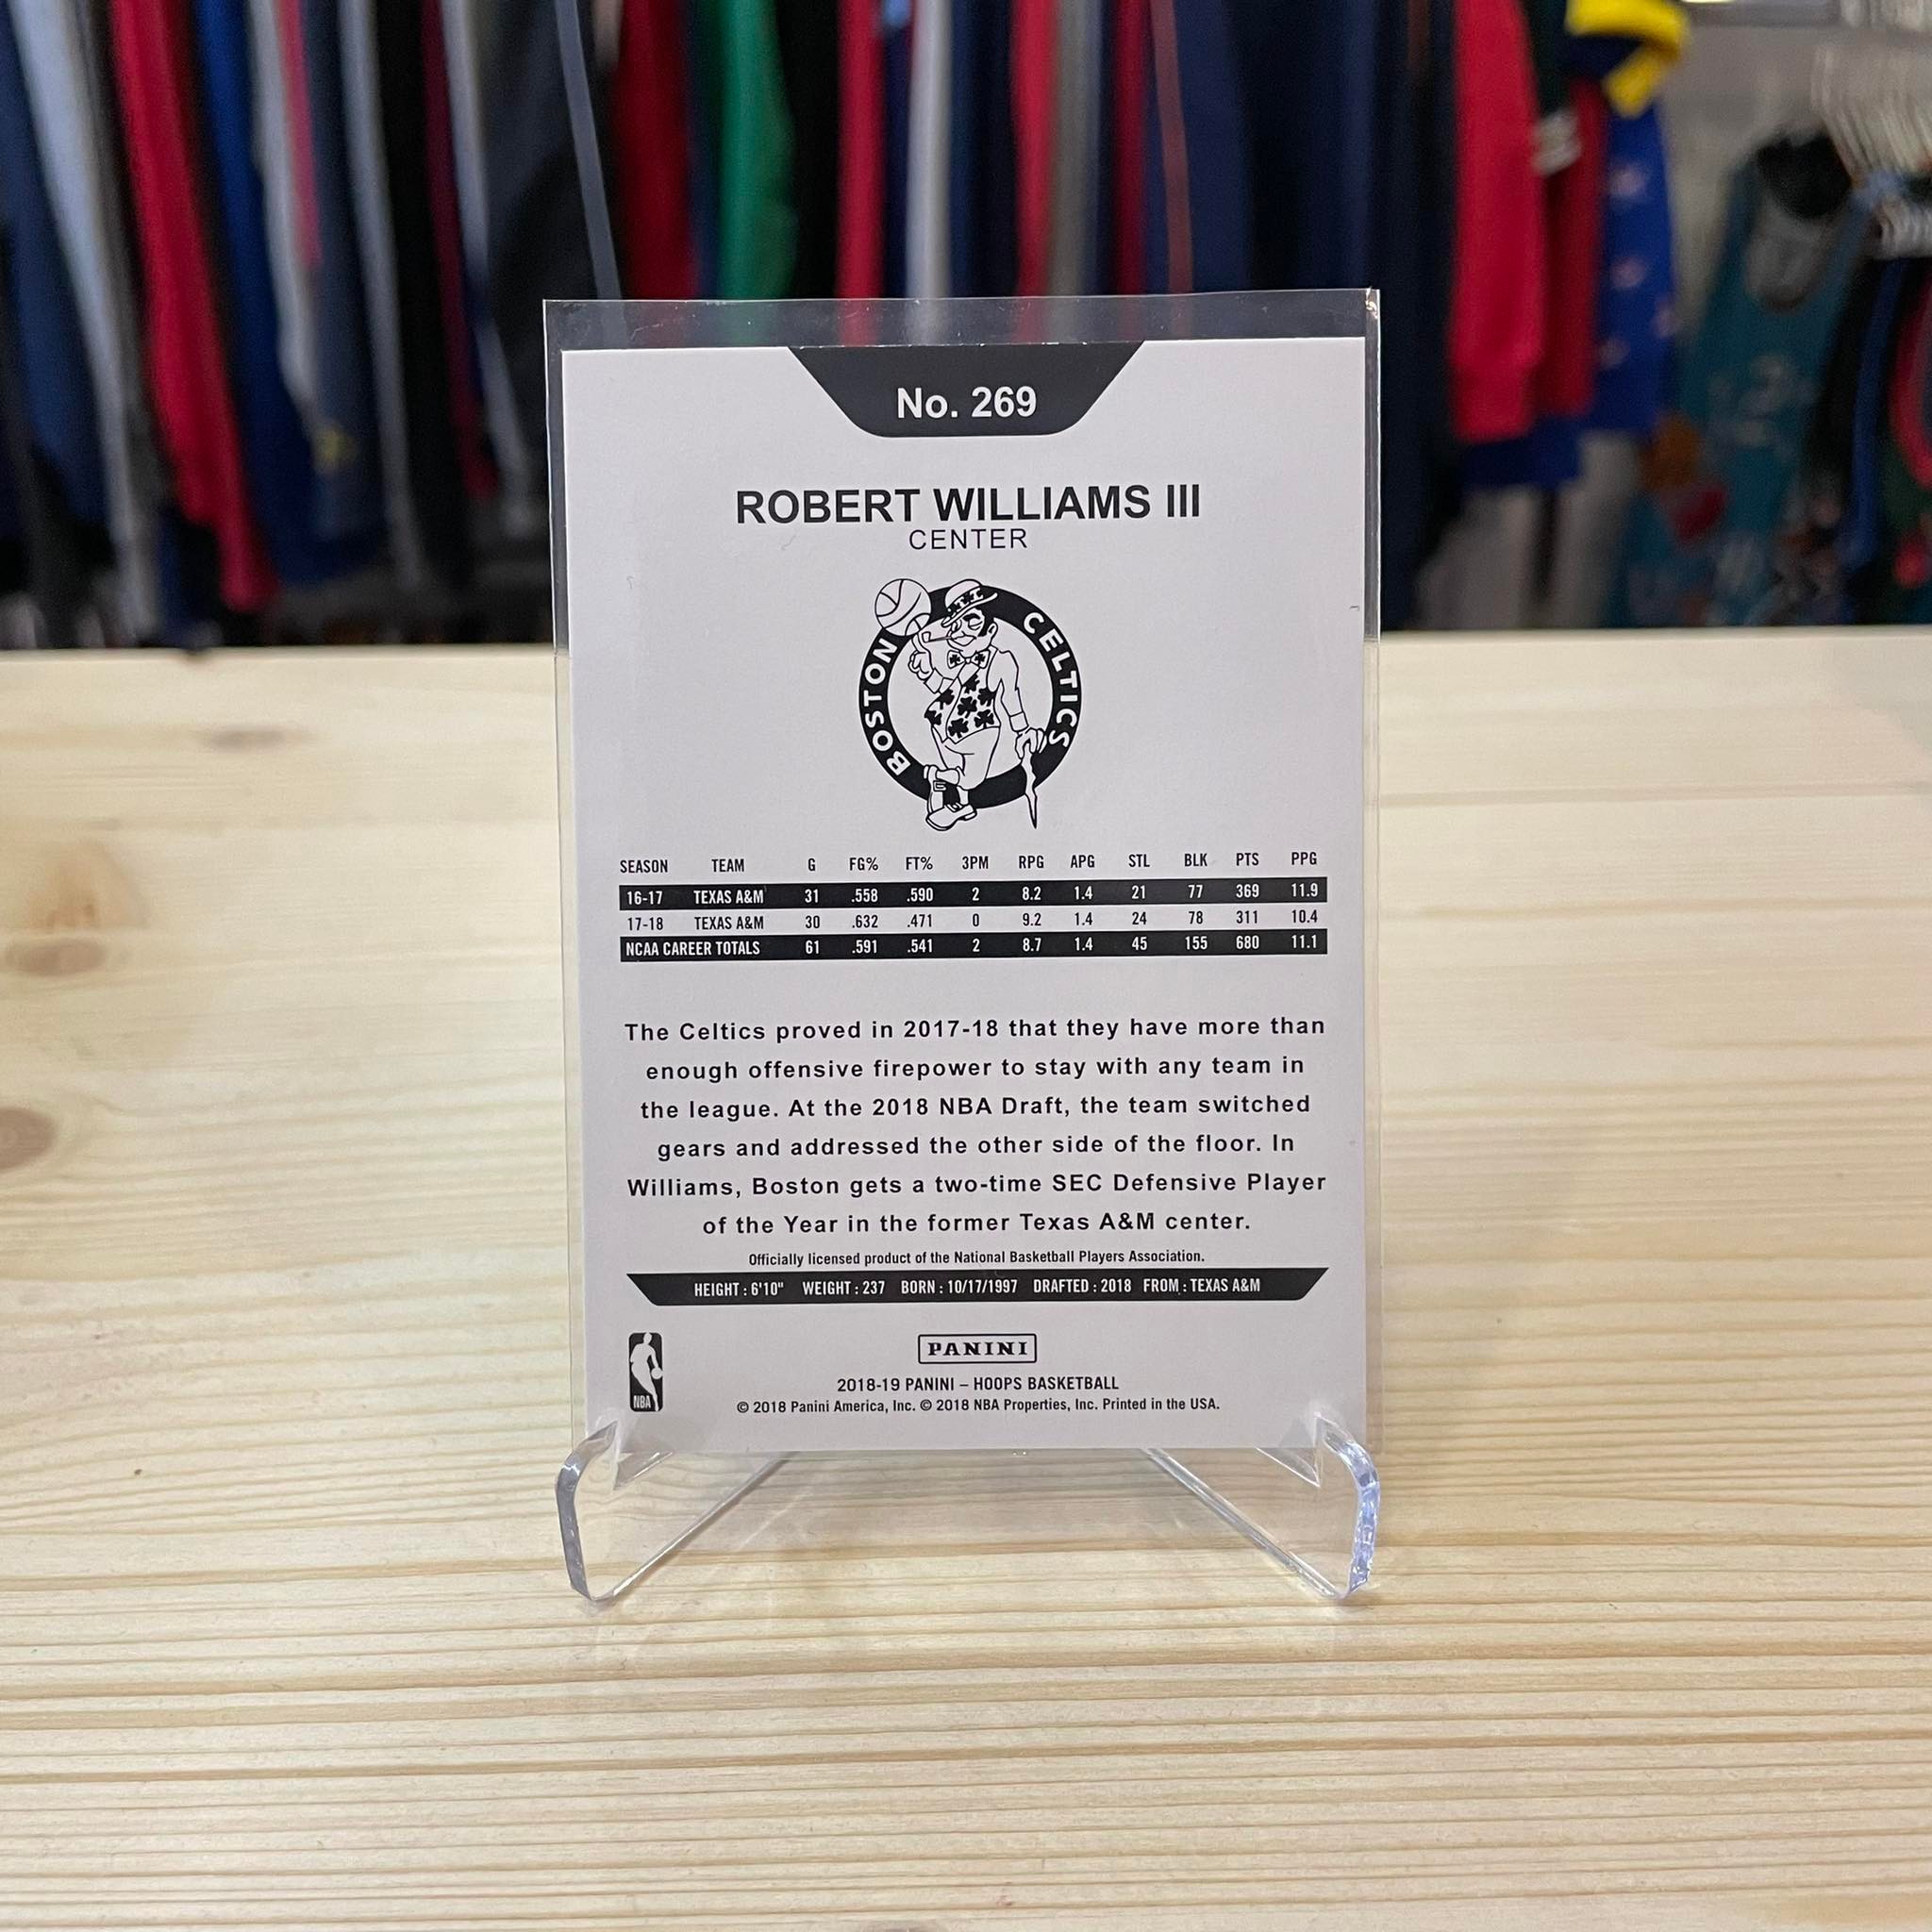 No. 269
ROBERT WILLIAMS III
CENTER
BOSTON CELTICS
SEASON TEAM G FG% FT% 3PM RPG APG STL BLK PTS PPG
16-17 TEXAS A&M 31 .558 .590 2 8.2 1.4 21 77 369 11.9
17-18 TEXAS A&M 30 .632 .471 0 9.2 1.4 24 78 311 10.4
NCAA CAREER TOTALS 61 .591 .541 2 8.7 1.4 45 155 680 11.1
The Celtics proved in 2017-18 that they have more than
enough offensive firepower to stay with any team in
the league. At the 2018 NBA Draft, the team switched
gears and addressed the other side of the floor. In
Williams, Boston gets a two-time SEC Defensive Player
of the Year in the former Texas A&M center.
Officially licensed product of the National Basketball Players Association.
HEIGHT : 6'10" WEIGHT : 237 BORN : 10/17/1997 DRAFTED : 2018 FROM : TEXAS A&M
PANINI
NBA
2018-19 PANINI – HOOPS BASKETBALL
© 2018 Panini America, Inc. © 2018 NBA Properties, Inc. Printed in the USA.